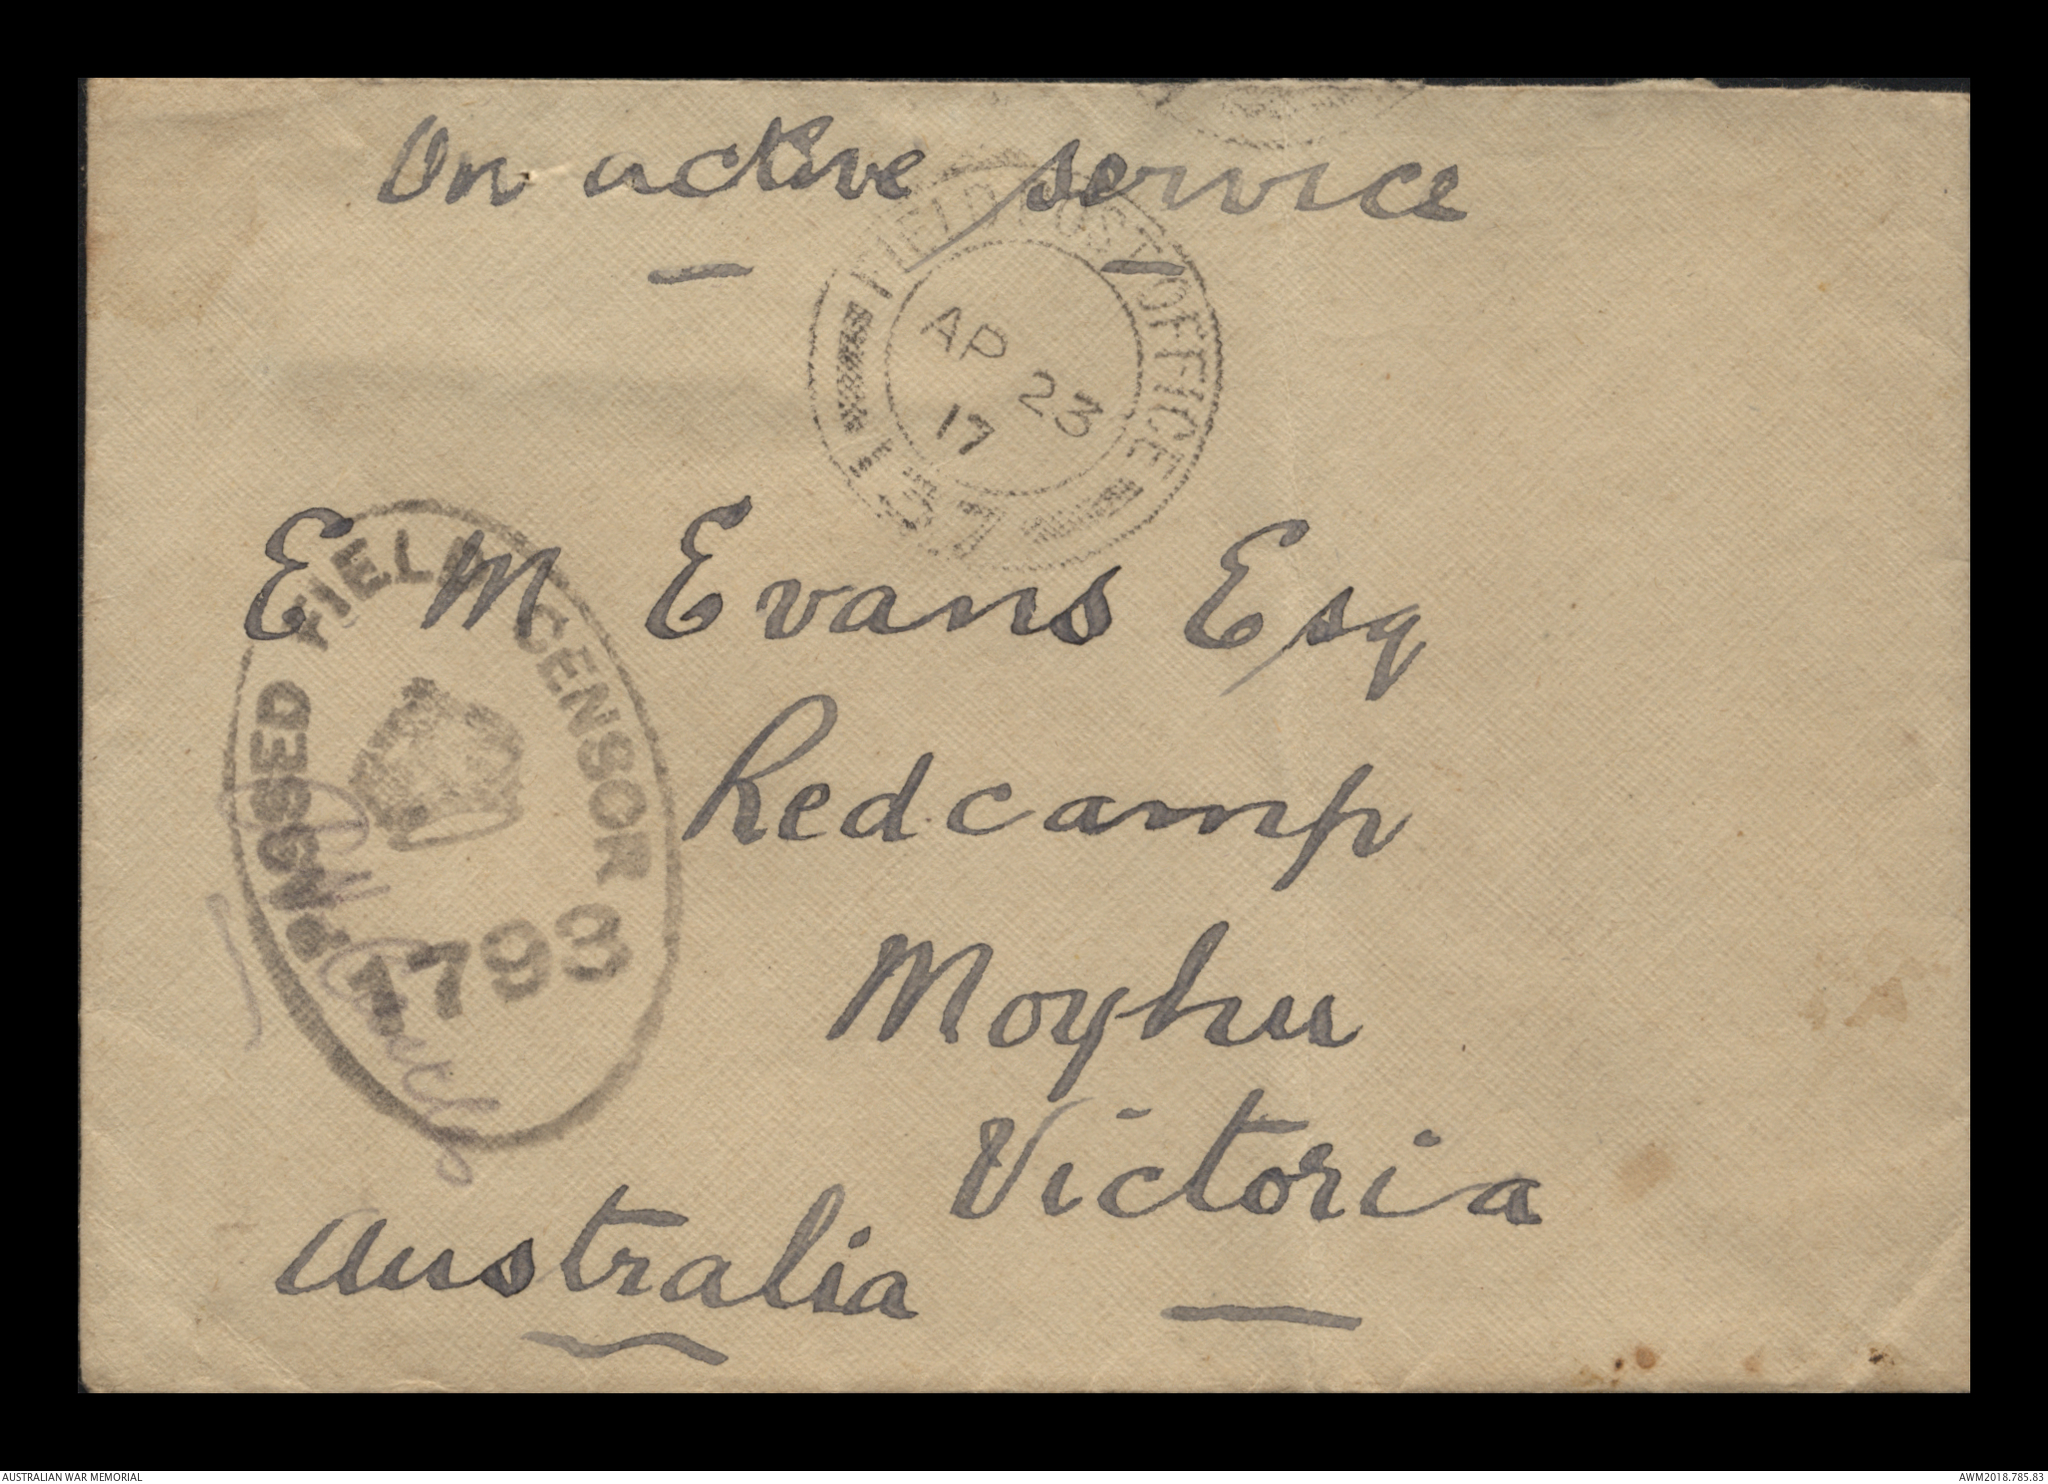 On active service
FIELD POST OFFICE
AP 23
17
137
E M Evans Esq
PASSED FIELD CENSOR
1793
Redcamp
Moyhu
Victoria
Australia
AUSTRALIAN WAR MEMORIAL
AWM2018.785.83